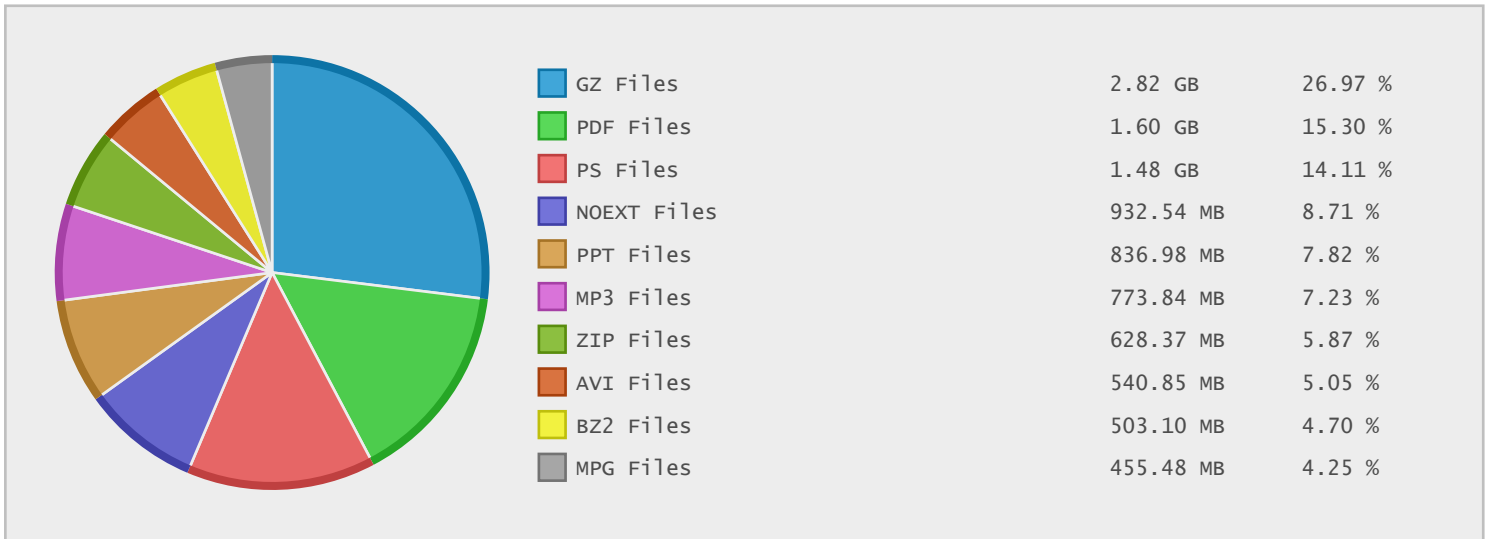 GZ Files 2.82 GB 26.97 %
PDF Files 1.60 GB 15.30 %
PS Files 1.48 GB 14.11 %
NOEXT Files 932.54 MB 8.71 %
PPT Files 836.98 MB 7.82 %
MP3 Files 773.84 MB 7.23 %
ZIP Files 628.37 MB 5.87 %
AVI Files 540.85 MB 5.05 %
BZ2 Files 503.10 MB 4.70 %
MPG Files 455.48 MB 4.25 %